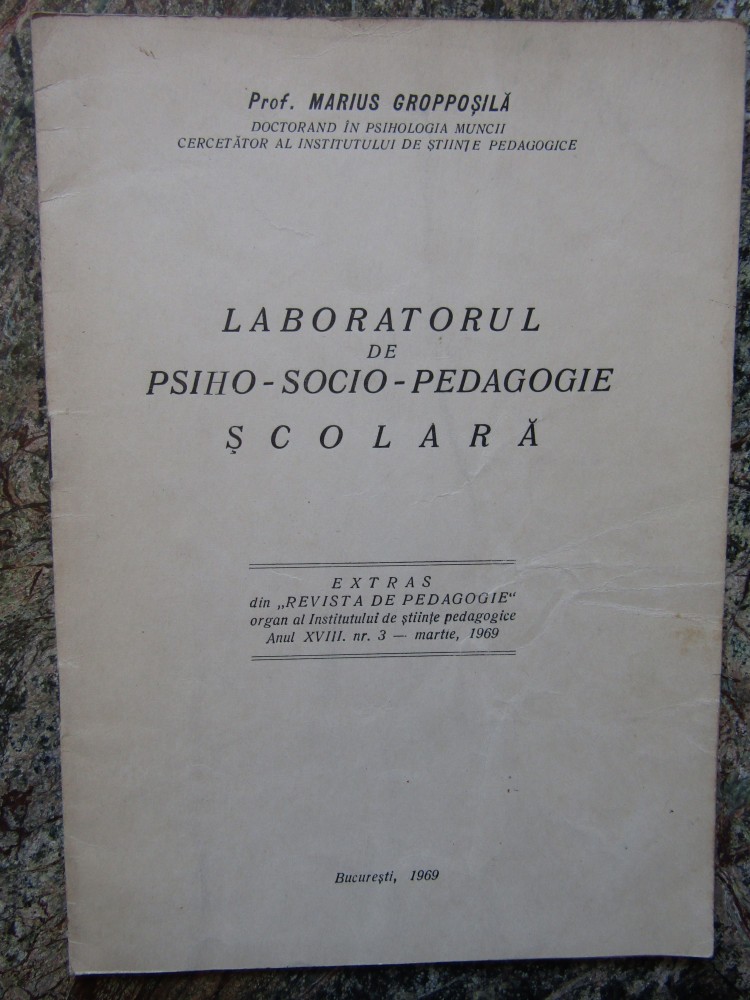 Prof. MARIUS GROPPOȘILĂ
DOCTORAND ÎN PSIHOLOGIA MUNCII
CERCETĂTOR AL INSTITUTULUI DE ȘTIINȚE PEDAGOGICE
LABORATORUL
DE
PSIHO-SOCIO-PEDAGOGIE
ȘCOLARĂ
EXTRAS
din „REVISTA DE PEDAGOGIE“
organ al Institutului de științe pedagogice
Anul XVIII. nr. 3 — martie, 1969
București, 1969